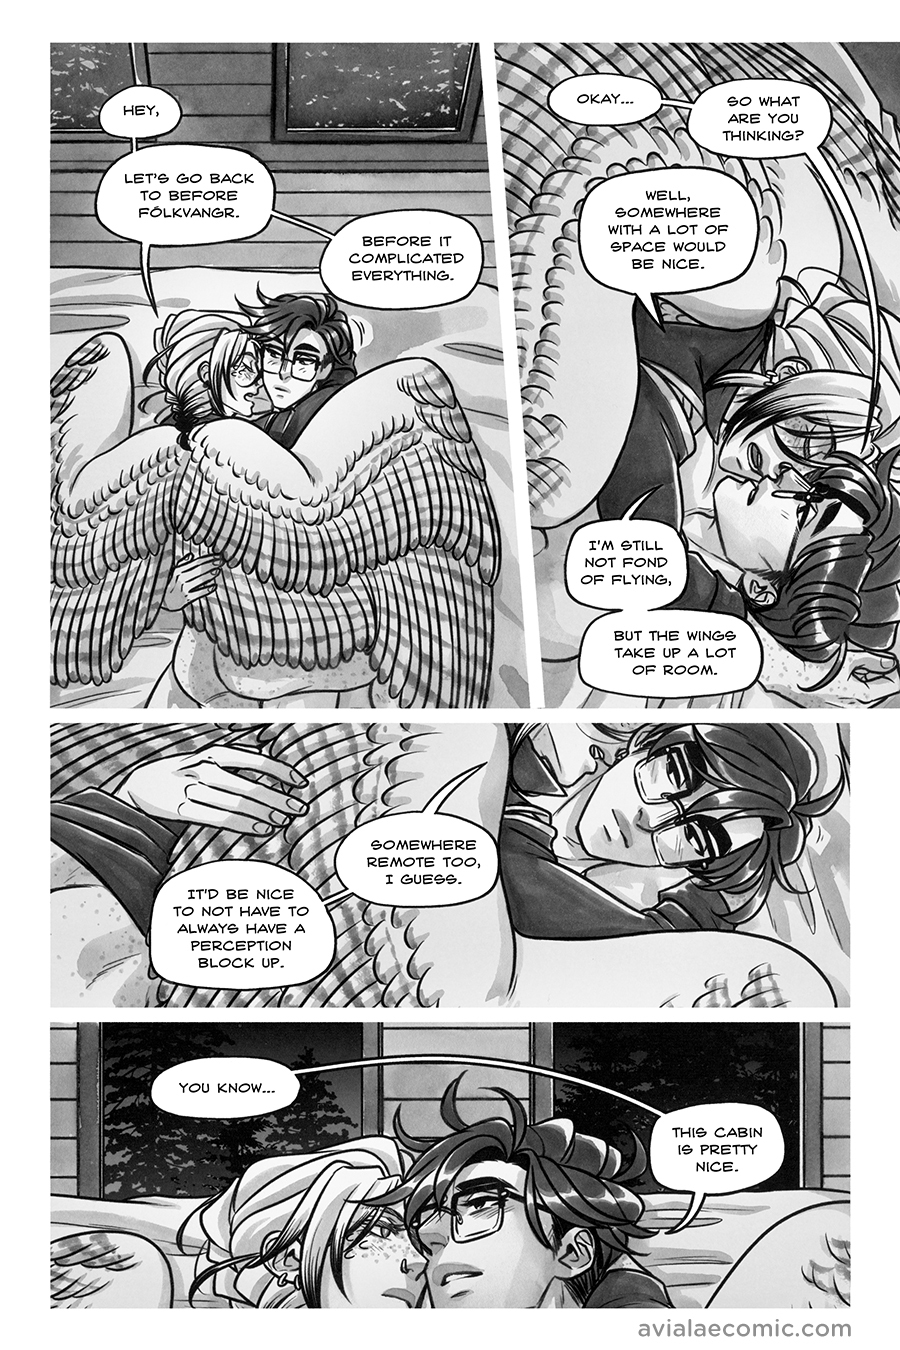 HEY,
LET'S GO BACK
TO BEFORE
FÓLKVANGR.
BEFORE IT
COMPLICATED
EVERYTHING.
OKAY...
SO WHAT
ARE YOU
THINKING?
WELL,
SOMEWHERE
WITH A LOT OF
SPACE WOULD
BE NICE.
I'M STILL
NOT FOND
OF FLYING,
BUT THE WINGS
TAKE UP A LOT
OF ROOM.
SOMEWHERE
REMOTE TOO,
I GUESS.
IT'D BE NICE
TO NOT HAVE TO
ALWAYS HAVE A
PERCEPTION
BLOCK UP.
YOU KNOW...
THIS CABIN
IS PRETTY
NICE.
avialaecomic.com